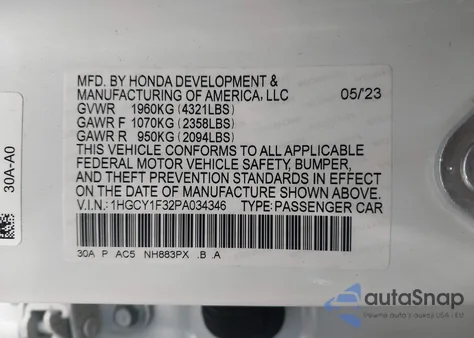 MFD. BY HONDA DEVELOPMENT &
MANUFACTURING OF AMERICA, LLC 05/'23
GVWR 1960KG (4321LBS)
GAWR F 1070KG (2358LBS)
GAWR R 950KG (2094LBS)
THIS VEHICLE CONFORMS TO ALL APPLICABLE
FEDERAL MOTOR VEHICLE SAFETY, BUMPER,
AND THEFT PREVENTION STANDARDS IN EFFECT
ON THE DATE OF MANUFACTURE SHOWN ABOVE.
V.I.N.: 1HGCY1F32PA034346 TYPE: PASSENGER CAR
30A P AC5 NH883PX .B .A
30A-A0
autoSnap